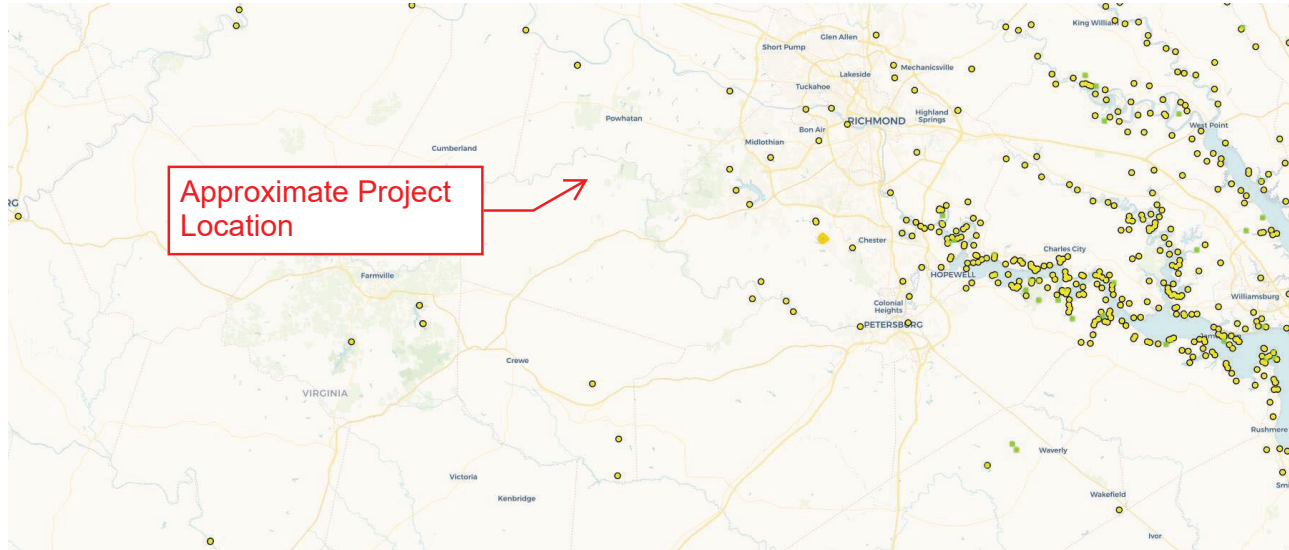 King William
Glen Allen
Short Pump
Mechanicsville
Lakeside
Tuckahoe
Powhatan
RICHMOND
Highland
Springs
West Point
Bon Air
Midlothian
Cumberland
Approximate Project
Location
RG
Chester
Charles City
Farmville
HOPEWELL
Williamsburg
Colonial
Heights
PETERSBURG
Crewe
VIRGINIA
Rushmere
Waverly
Victoria
Kenbridge
Wakefield
Smi
Ivor